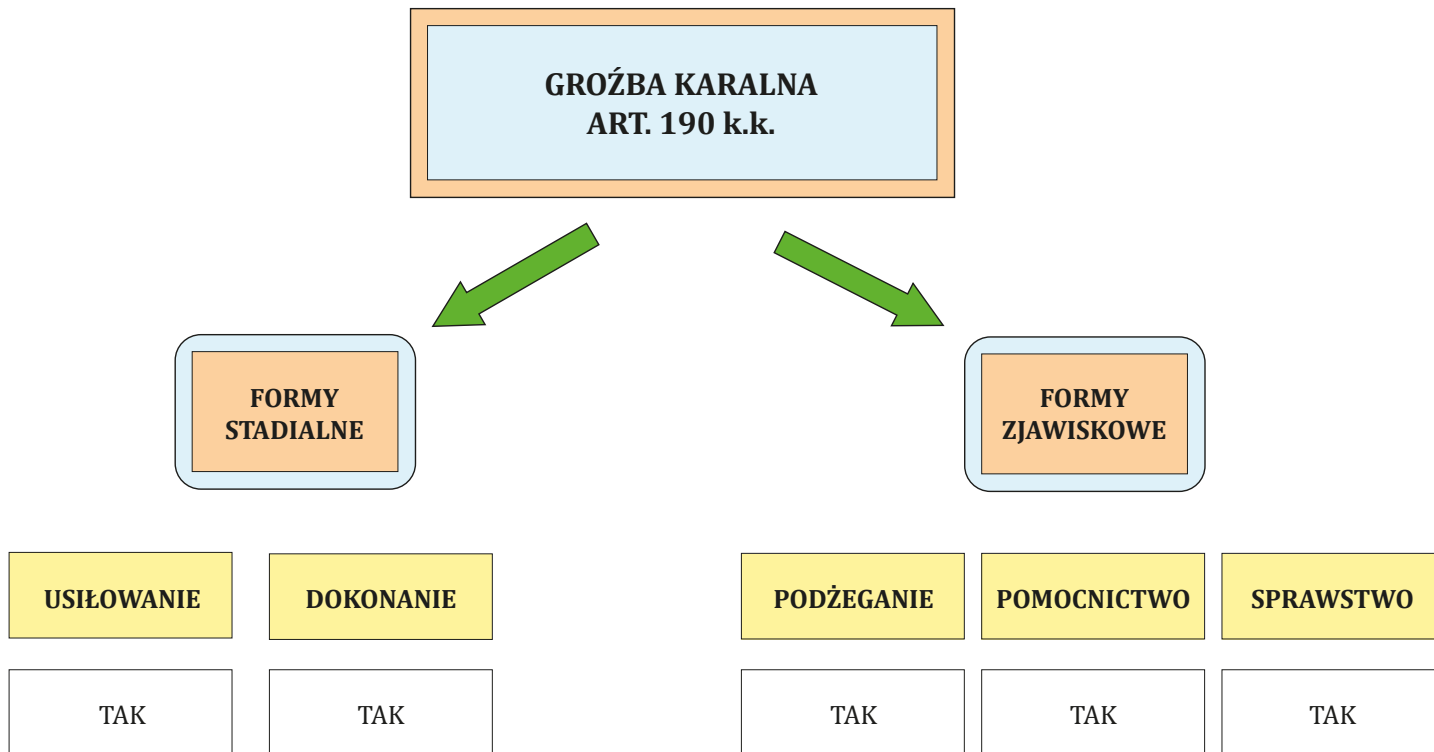 GROŹBA KARALNA
ART. 190 k.k.
FORMY
STADIALNE
FORMY
ZJAWISKOWE
USIŁOWANIE
DOKONANIE
PODŻEGANIE
POMOCNICTWO
SPRAWSTWO
TAK
TAK
TAK
TAK
TAK